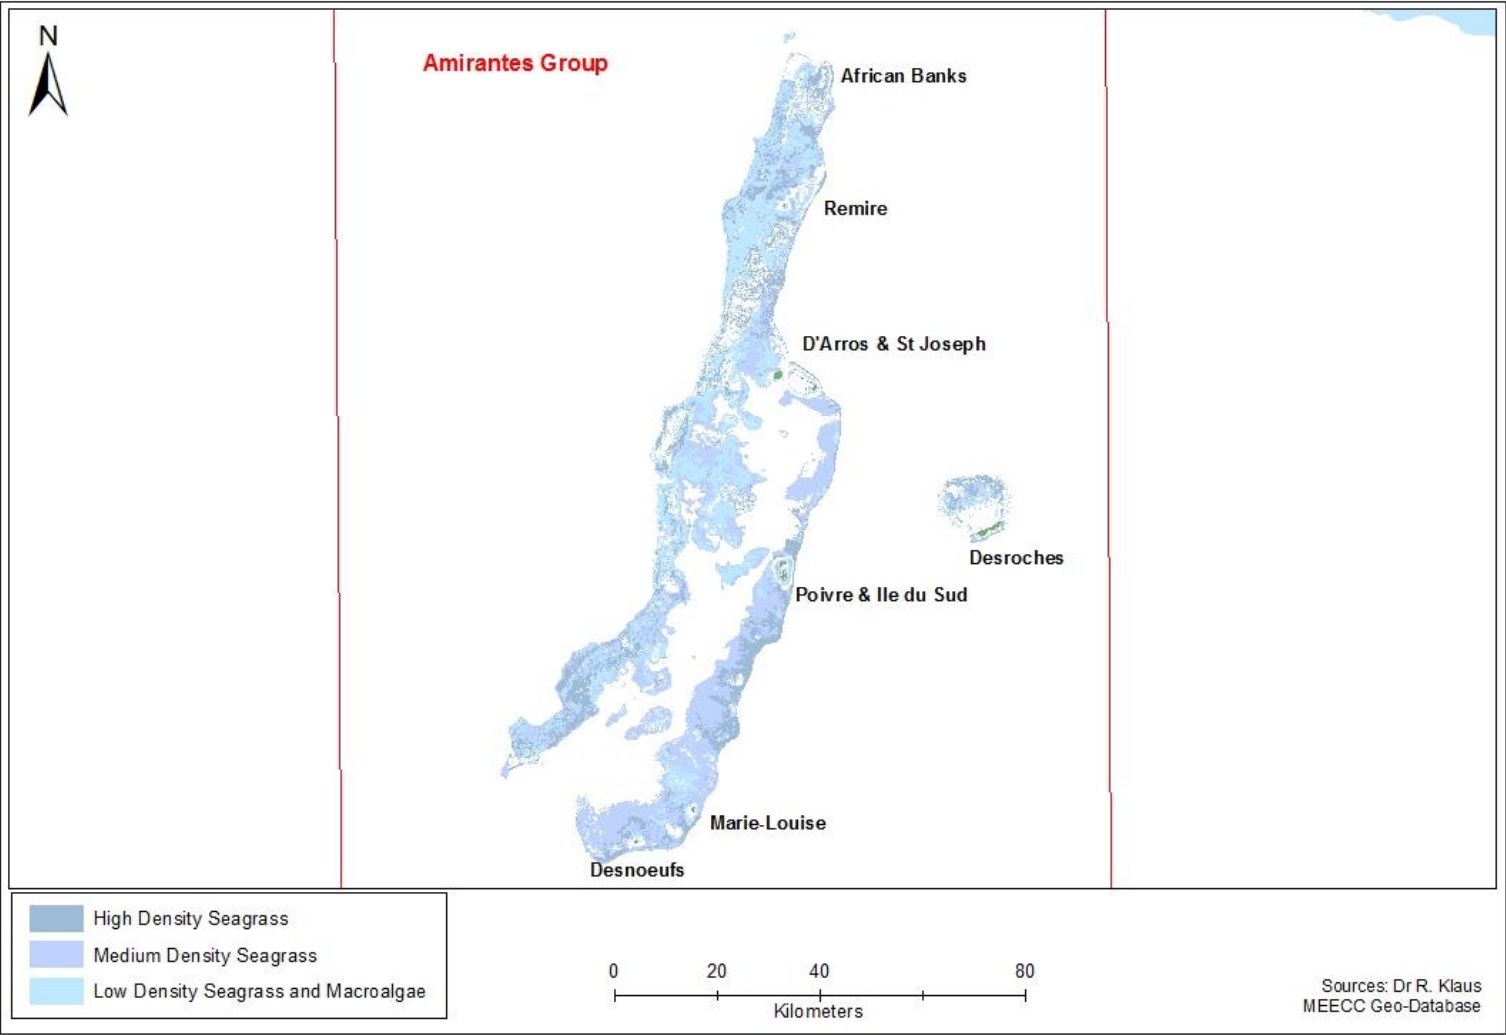 N
Amirantes Group
African Banks
Remire
D'Arros & St Joseph
Desroches
Poivre & Ile du Sud
Marie-Louise
Desnoeufs
High Density Seagrass
Medium Density Seagrass
Low Density Seagrass and Macroalgae
0 20 40 80
Kilometers
Sources: Dr R. Klaus
MEECC Geo-Database